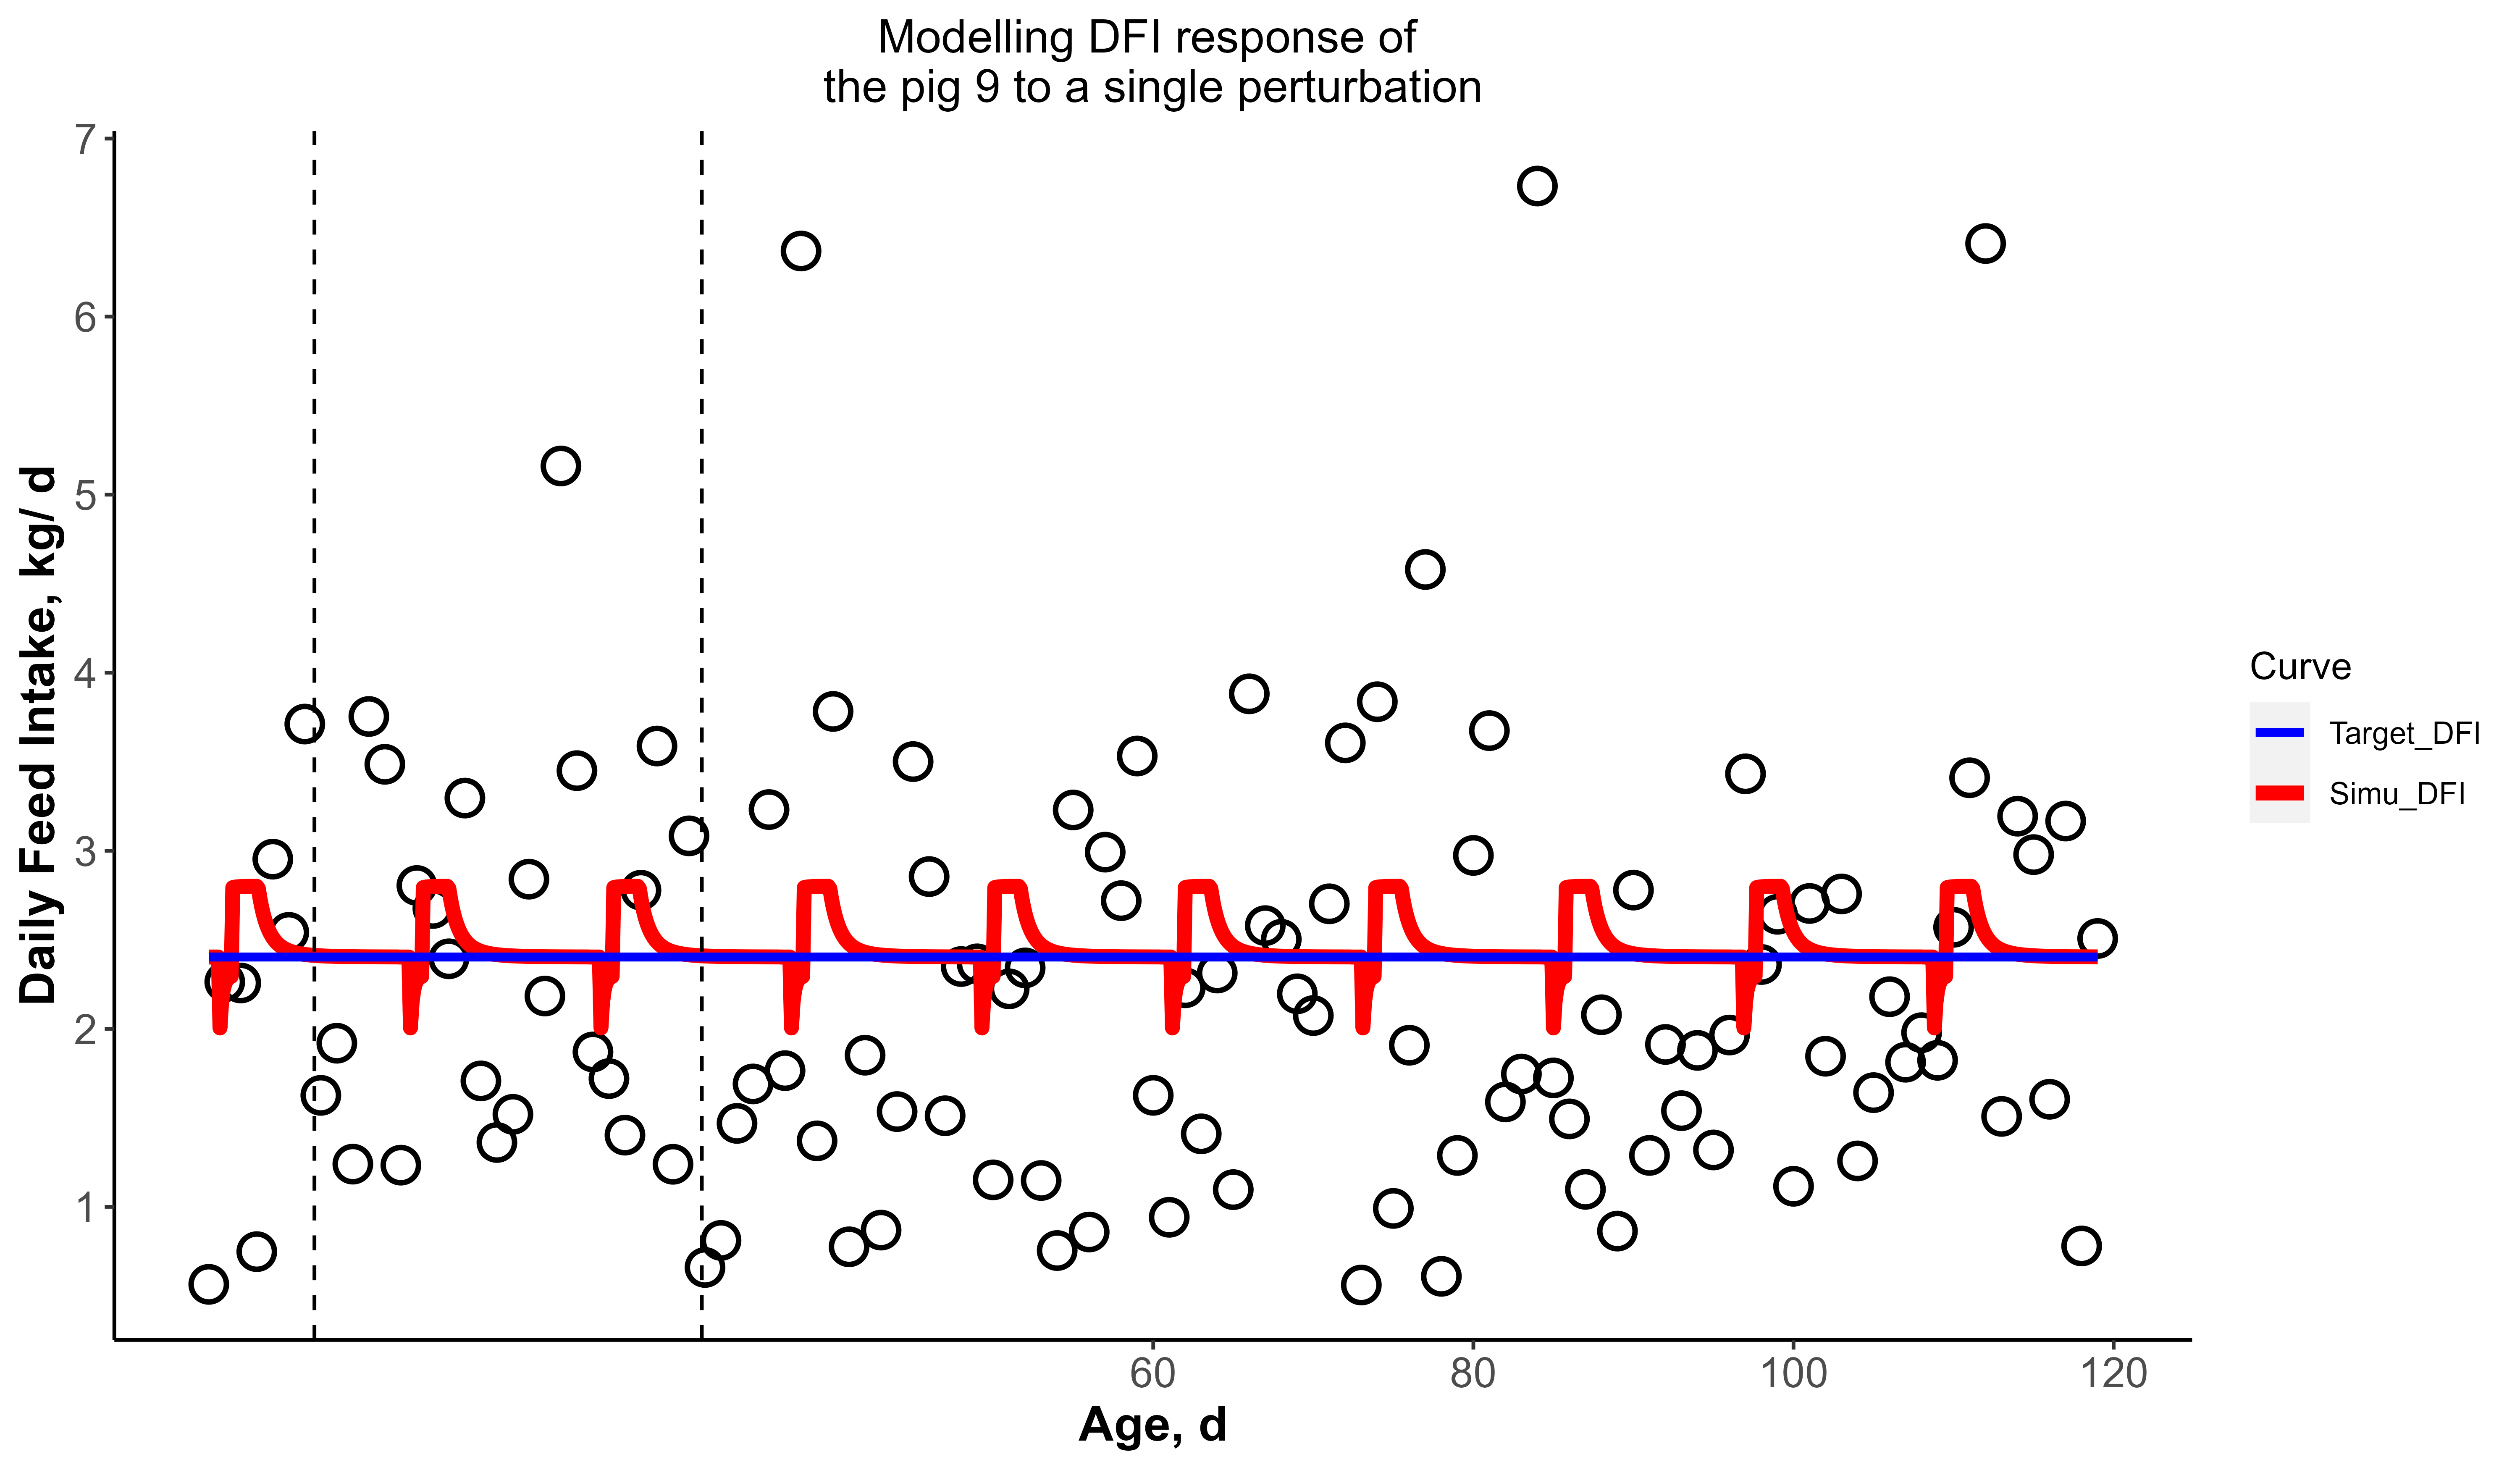 Modelling DFI response of
the pig 9 to a single perturbation
7
6
5
4
3
2
1
Daily Feed Intake, kg/ d
60
80
100
120
Age, d
Curve
Target_DFI
Simu_DFI